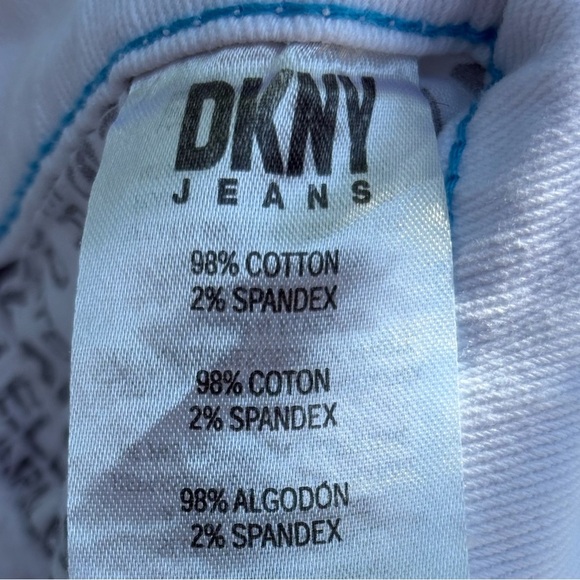 DKNY
JEANS
98% COTTON
2% SPANDEX
98% COTON
2% SPANDEX
98% ALGODÓN
2% SPANDEX